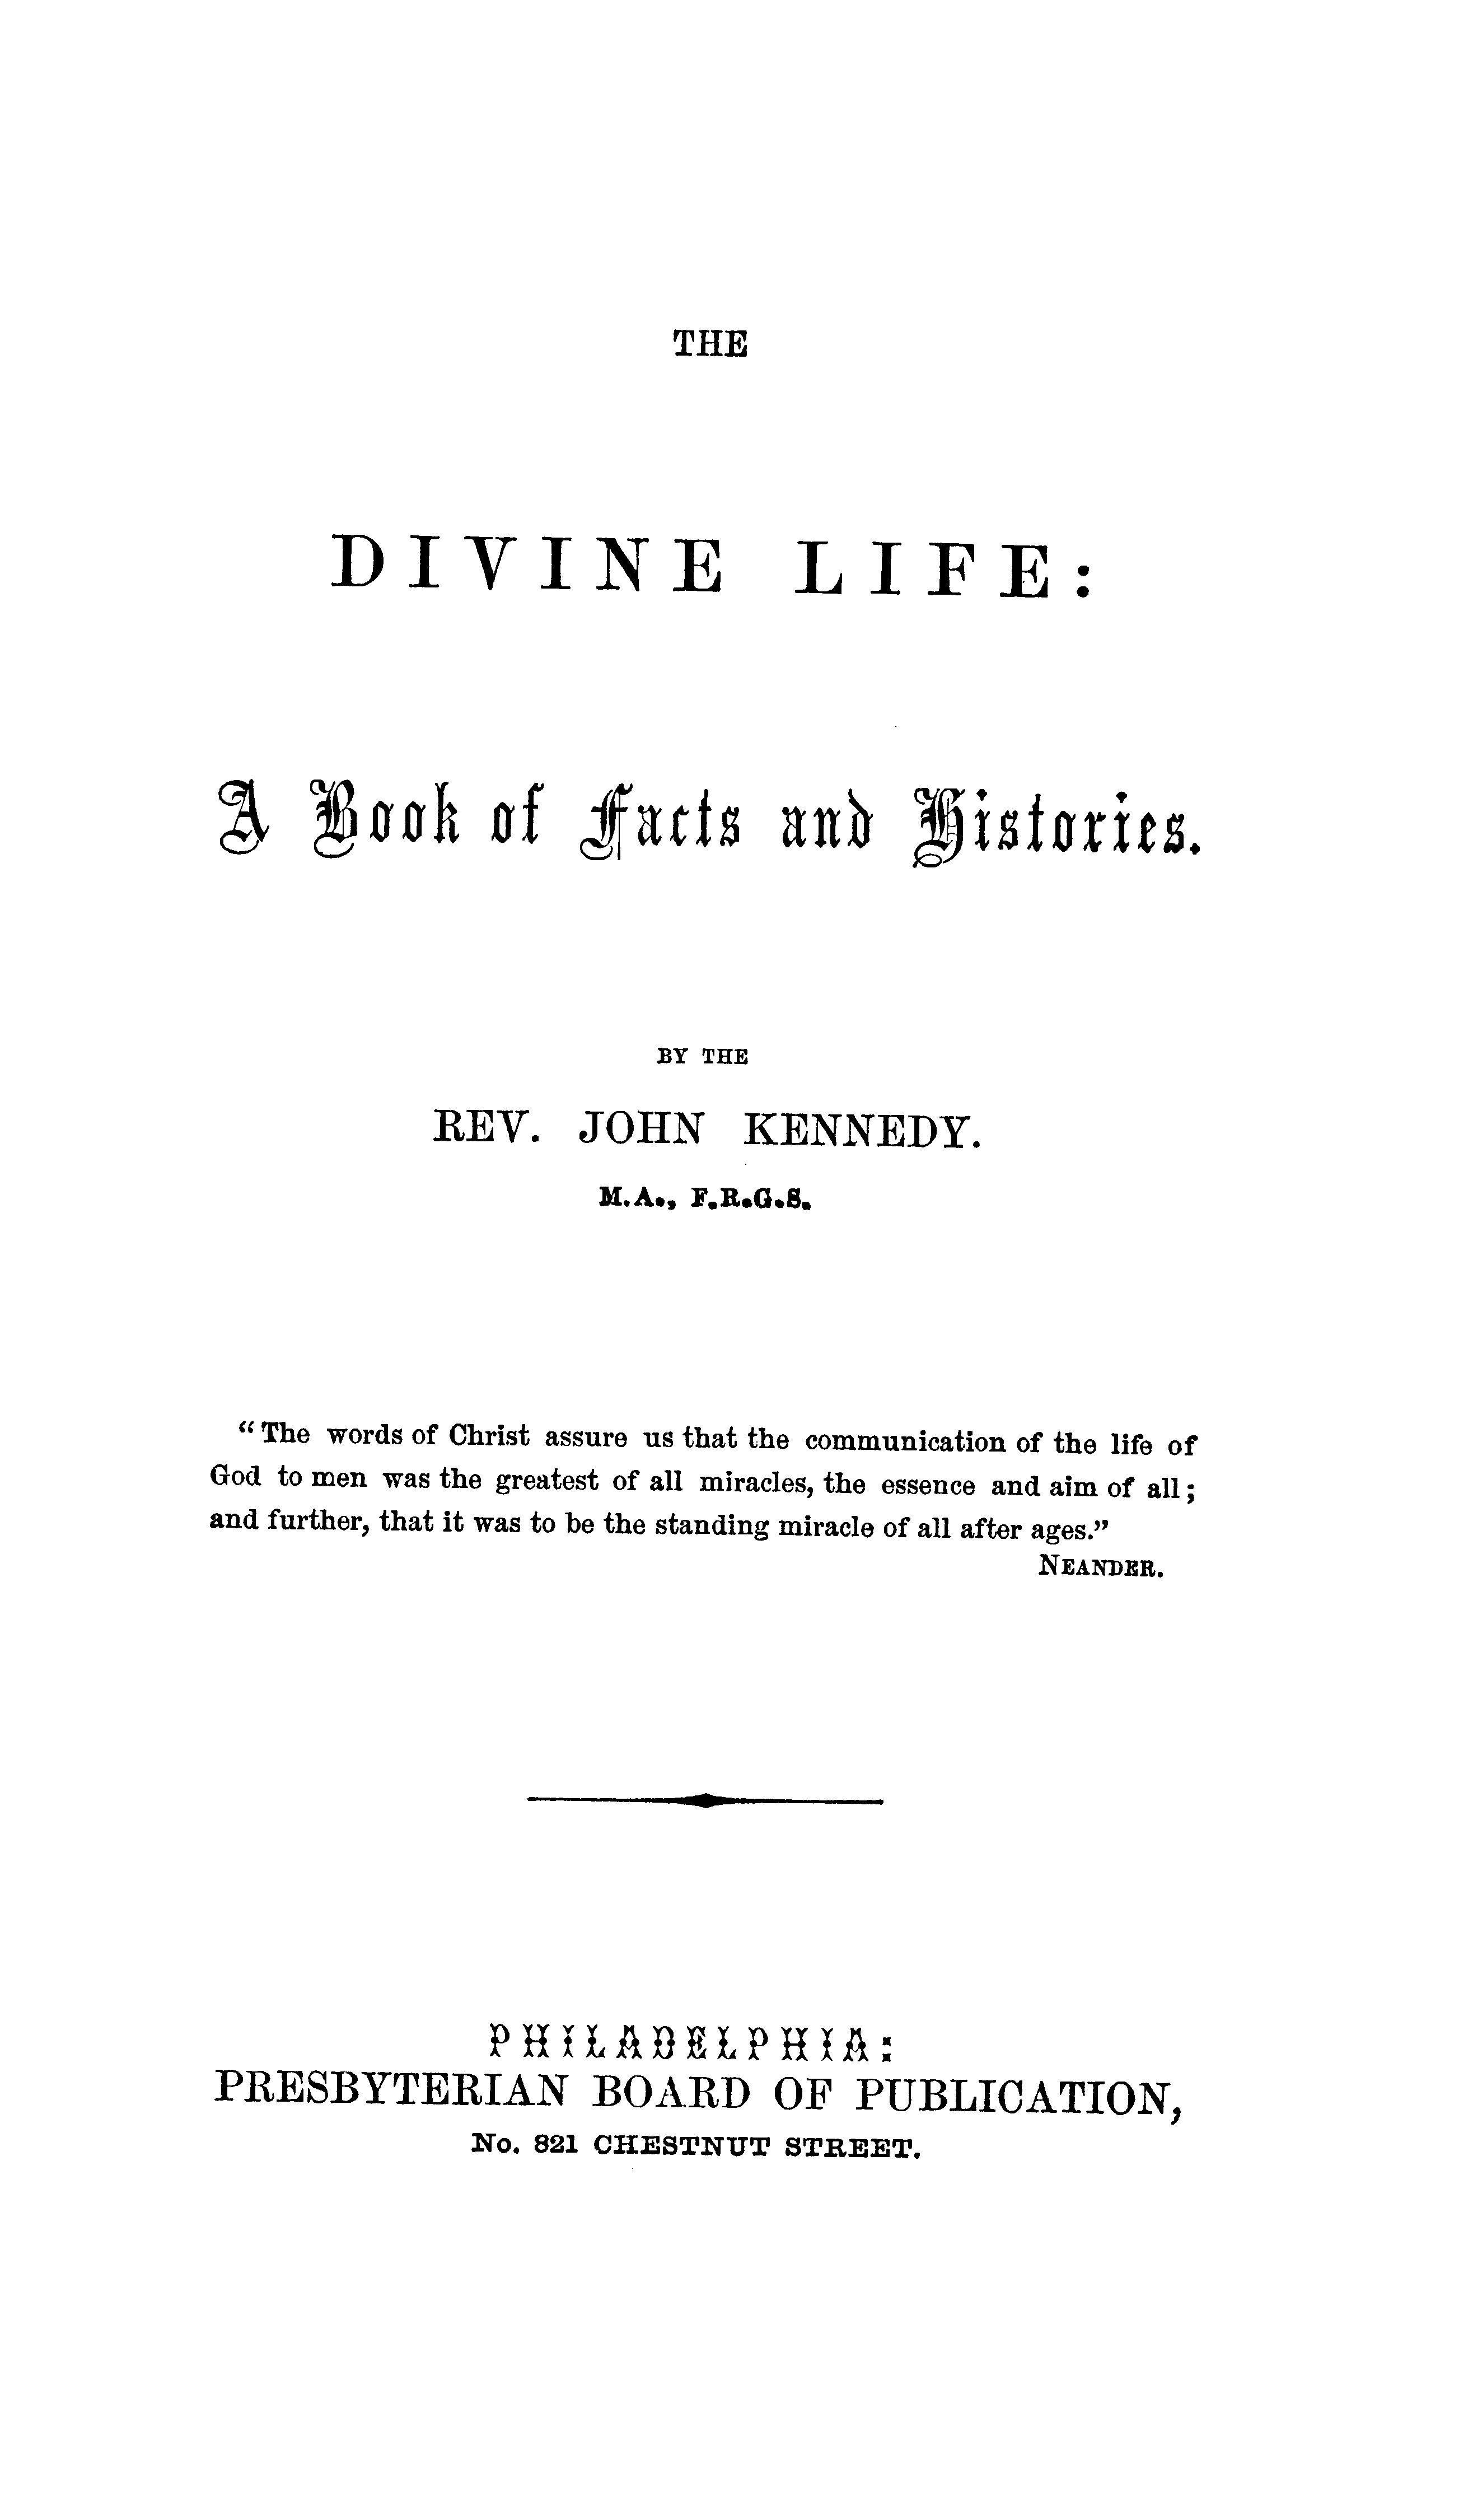 THE
DIVINE LIFE:
A Book of Facts and Histories.
BY THE
REV. JOHN KENNEDY.
M.A., F.R.G.S.
“The words of Christ assure us that the communication of the life of
God to men was the greatest of all miracles, the essence and aim of all;
and further, that it was to be the standing miracle of all after ages.”
NEANDER.
PHILADELPHIA:
PRESBYTERIAN BOARD OF PUBLICATION,
No. 821 CHESTNUT STREET.